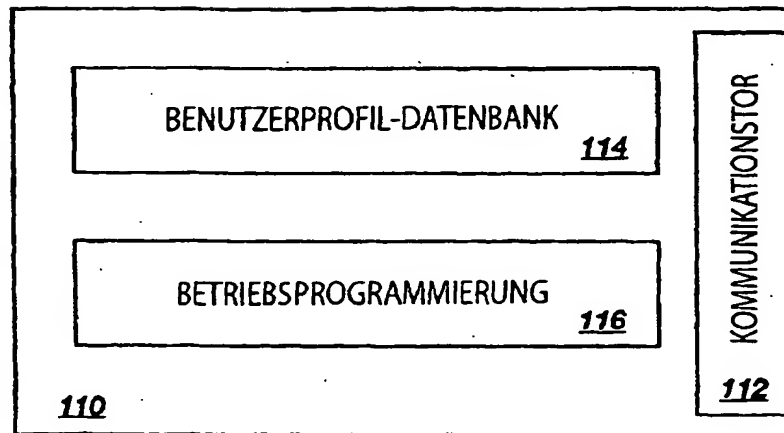 BENUTZERPROFIL-DATENBANK
114
BETRIEBSPROGRAMMIERUNG
116
KOMMUNIKATIONSTOR
112
110